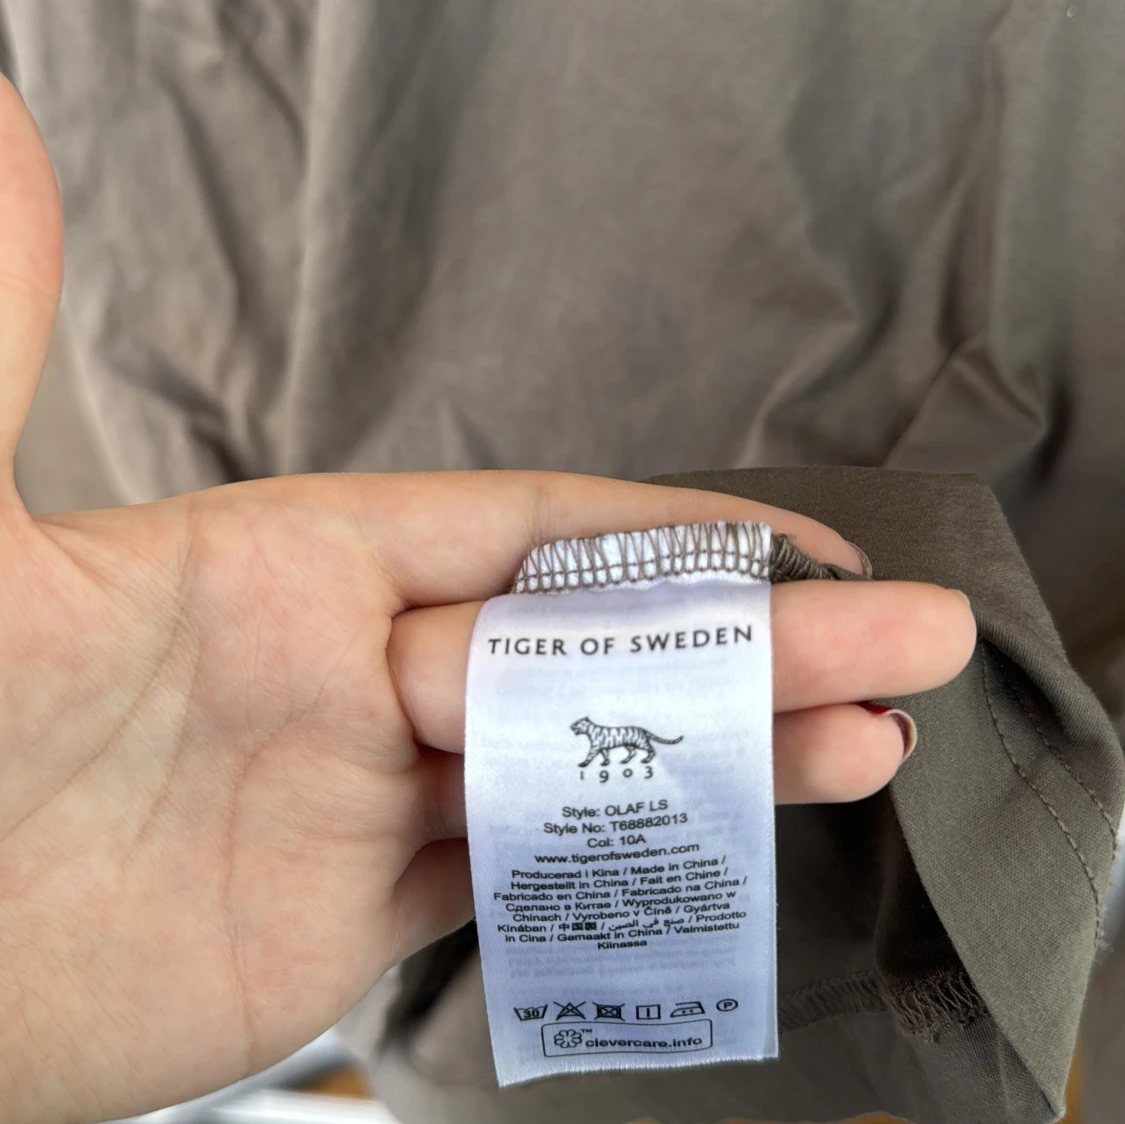 TIGER OF SWEDEN
1903
Style: OLAF LS
Style No: T68882013
Col: 10A
www.tigerofsweden.com
Producerad i Kina / Made in China /
Hergestellt in China / Fait en Chine /
Fabricado en China / Fabricado na China /
Сделано в Китае / Wyprodukowano w
Chinach / Vyrobeno v Číně / Gyártva
Kínában / 中国製 / صنع في الصين / Prodotto
in Cina / Gemaakt in China / Valmistettu
Kiinassa
30 P
™
clevercare.info